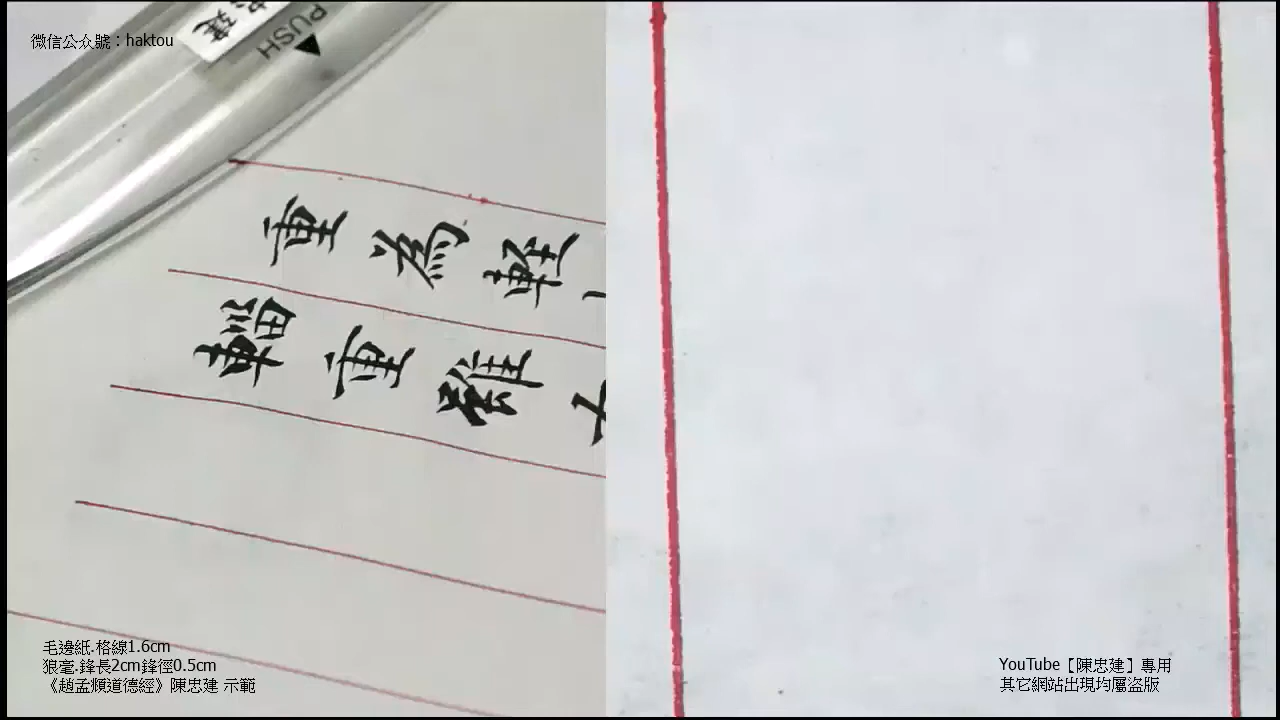 微信公众號：haktou
建
PUSH
重為輕
輜重雖
毛邊紙.格線1.6cm
狼毫.鋒長2cm鋒徑0.5cm
《趙孟頫道德經》陳忠建 示範
YouTube［陳忠建］專用
其它網站出現均屬盜版